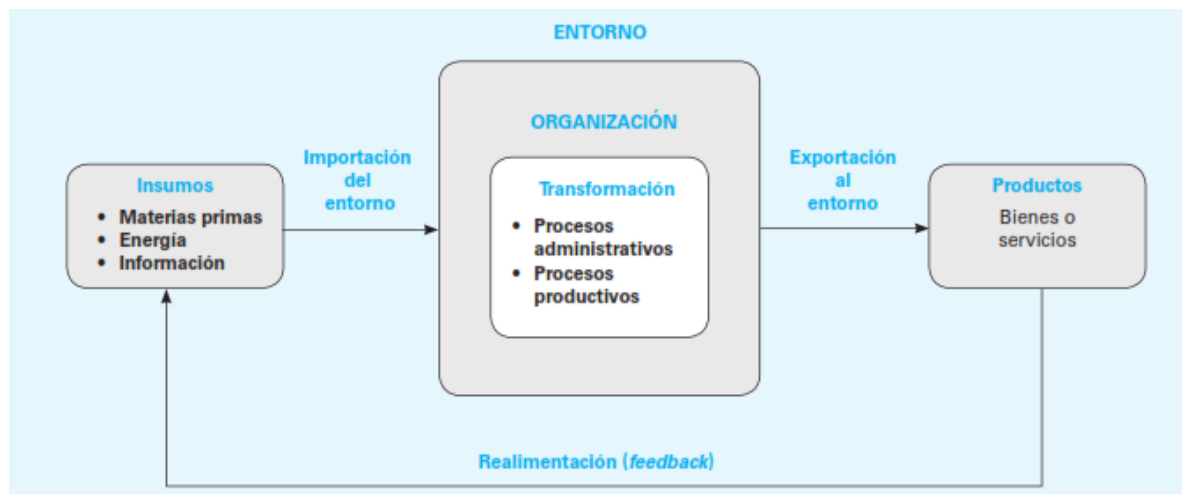 ENTORNO
ORGANIZACIÓN
Importación
del
entorno
Exportación
al
entorno
Insumos
• Materias primas
• Energía
• Información
Transformación
• Procesos
administrativos
• Procesos
productivos
Productos
Bienes o
servicios
Realimentación (feedback)